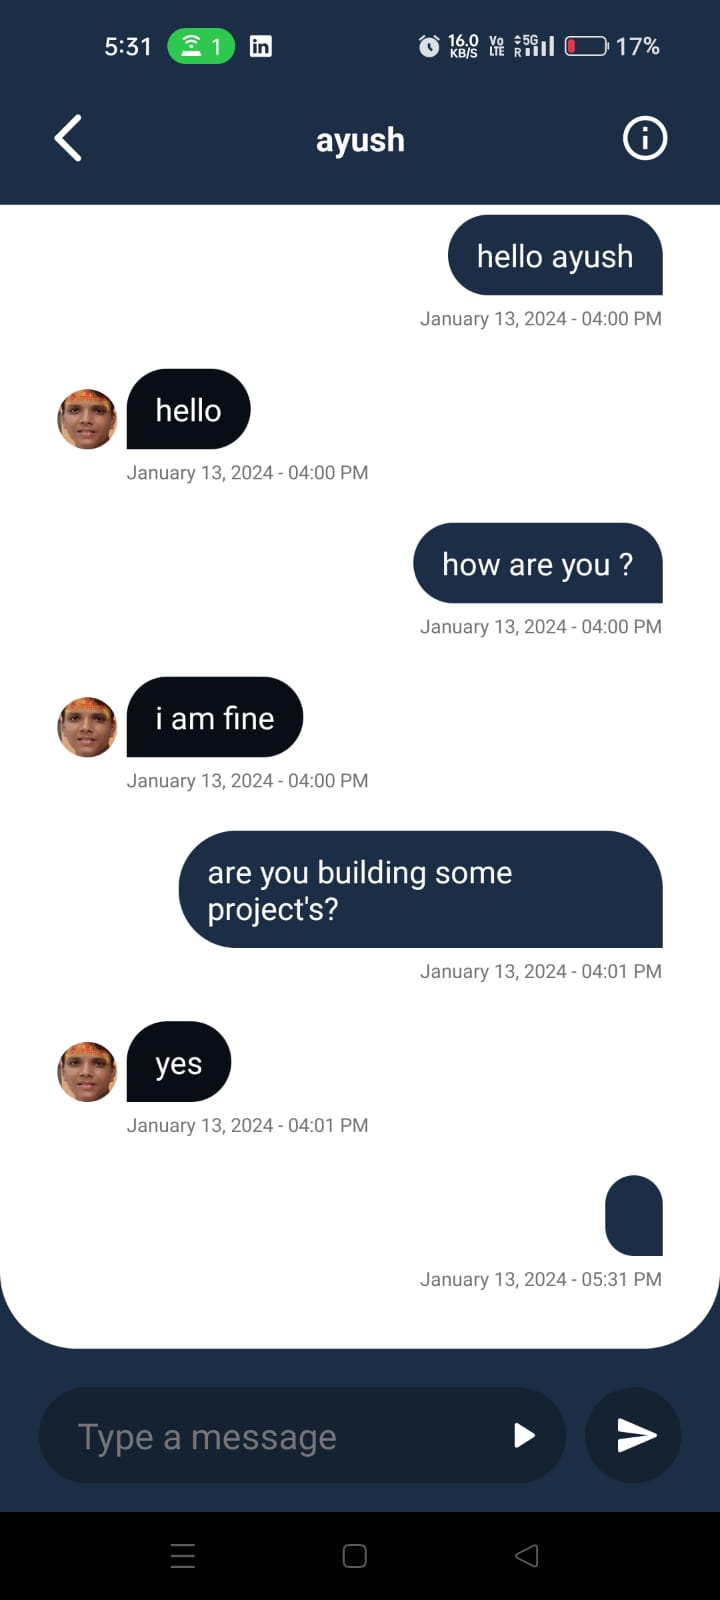 5:31 1 in 16.0 KB/S Vo LTE 5G R 17%
ayush
hello ayush
January 13, 2024 - 04:00 PM
hello
January 13, 2024 - 04:00 PM
how are you ?
January 13, 2024 - 04:00 PM
i am fine
January 13, 2024 - 04:00 PM
are you building some
project's?
January 13, 2024 - 04:01 PM
yes
January 13, 2024 - 04:01 PM
January 13, 2024 - 05:31 PM
Type a message